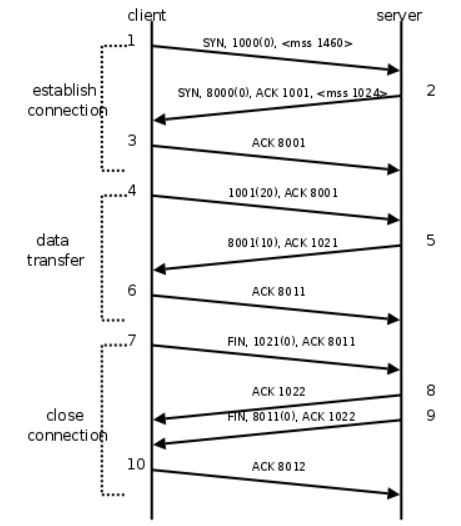 client server
1 SYN, 1000(0), <mss 1460>
establish
connection
SYN, 8000(0), ACK 1001, <mss 1024> 2
3 ACK 8001
4 1001(20), ACK 8001
data
transfer
8001(10), ACK 1021 5
6 ACK 8011
7 FIN, 1021(0), ACK 8011
ACK 1022 8
close
connection
FIN, 8011(0), ACK 1022 9
10 ACK 8012